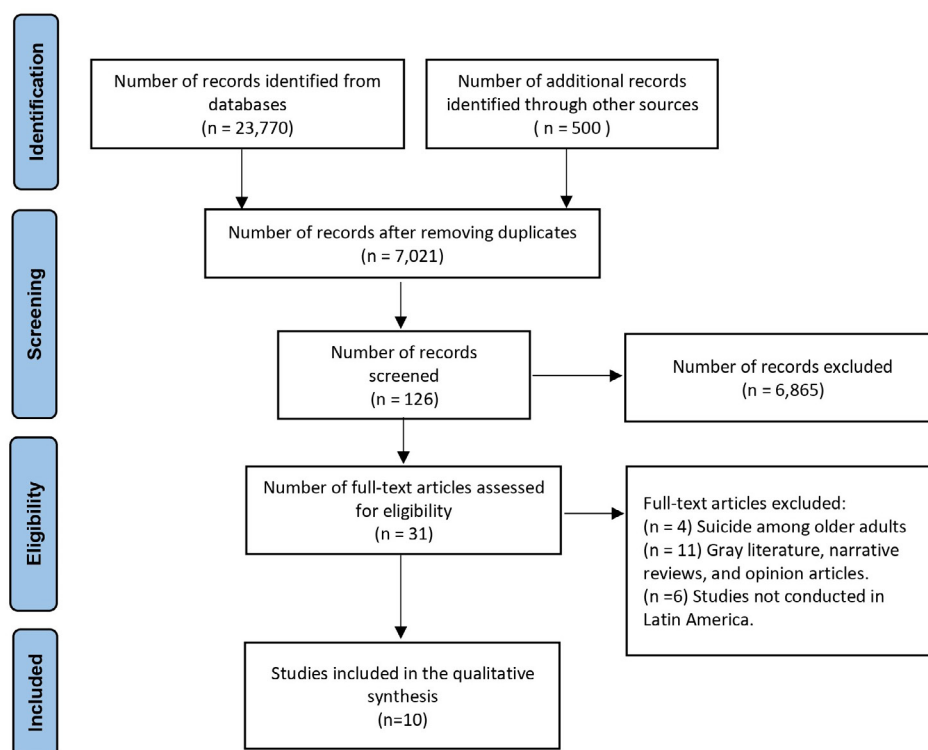 Identification
Number of records identified from
databases
(n = 23,770)
Number of additional records
identified through other sources
( n = 500 )
Screening
Number of records after removing duplicates
(n = 7,021)
Number of records
screened
(n = 126)
Number of records excluded
(n = 6,865)
Eligibility
Number of full-text articles assessed
for eligibility
(n = 31)
Full-text articles excluded:
(n = 4) Suicide among older adults
(n = 11) Gray literature, narrative
reviews, and opinion articles.
(n =6) Studies not conducted in
Latin America.
Included
Studies included in the qualitative
synthesis
(n=10)